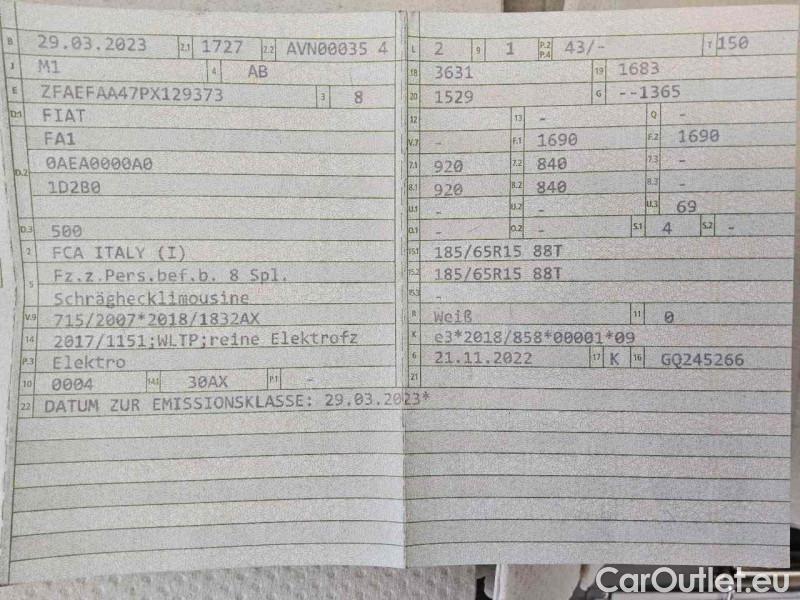 B 29.03.2023 2.1 1727 2.2 AVN00035 4
J M1 4 AB
E ZFAEFAA47PX129373 3 8
D.1 FIAT
FA1
D.2 0AEA0000A0
1D2B0
D.3 500
2 FCA ITALY (I)
5 Fz.z.Pers.bef.b. 8 Spl.
Schräghecklimousine
V.9 715/2007*2018/1832AX
14 2017/1151;WLTP;reine Elektrofz
P.3 Elektro
10 0004 14.1 30AX P.1 -
22 DATUM ZUR EMISSIONSKLASSE: 29.03.2023*
L 2 9 1 P.2 P.4 43/- T 150
18 3631 19 1683
20 1529 G --1365
12 - 13 - Q -
V.7 - F.1 1690 F.2 1690
7.1 920 7.2 840 7.3 -
8.1 920 8.2 840 8.3 -
U.1 - U.2 - U.3 69
O.1 - O.2 - S.1 4 S.2 -
15.1 185/65R15 88T
15.2 185/65R15 88T
15.3 -
R Weiß 11 0
K e3*2018/858*00001*09
6 21.11.2022 17 K 16 GQ245266
21
CarOutlet.eu